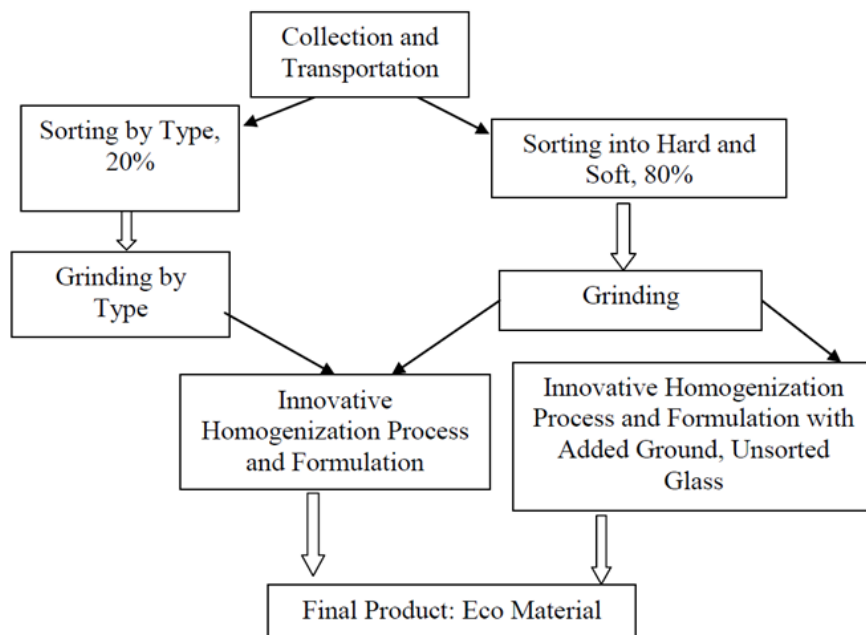 Collection and
Transportation
Sorting by Type,
20%
Sorting into Hard and
Soft, 80%
Grinding by
Type
Grinding
Innovative
Homogenization Process
and Formulation
Innovative Homogenization
Process and Formulation with
Added Ground, Unsorted
Glass
Final Product: Eco Material